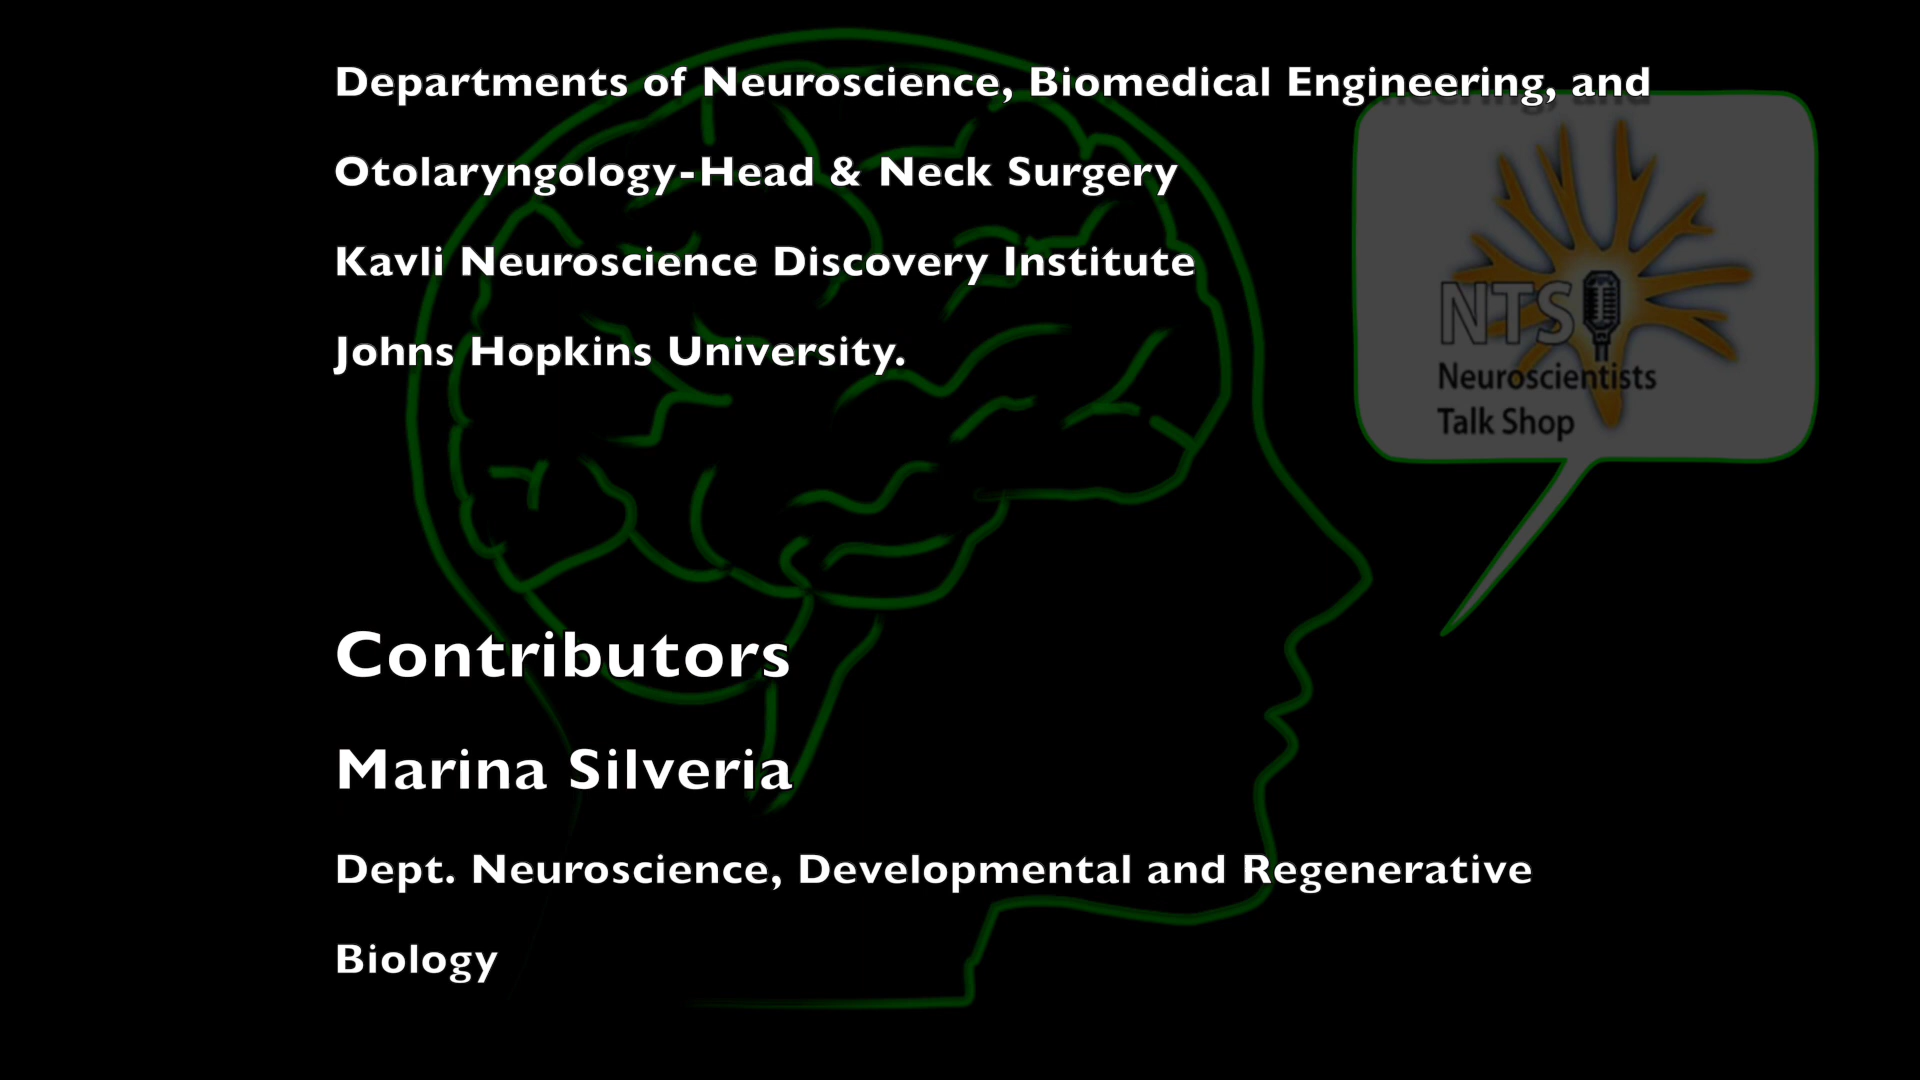 Departments of Neuroscience, Biomedical Engineering, and
Otolaryngology-Head & Neck Surgery
Kavli Neuroscience Discovery Institute
Johns Hopkins University.
NTS
Neuroscientists
Talk Shop
Contributors
Marina Silveria
Dept. Neuroscience, Developmental and Regenerative
Biology